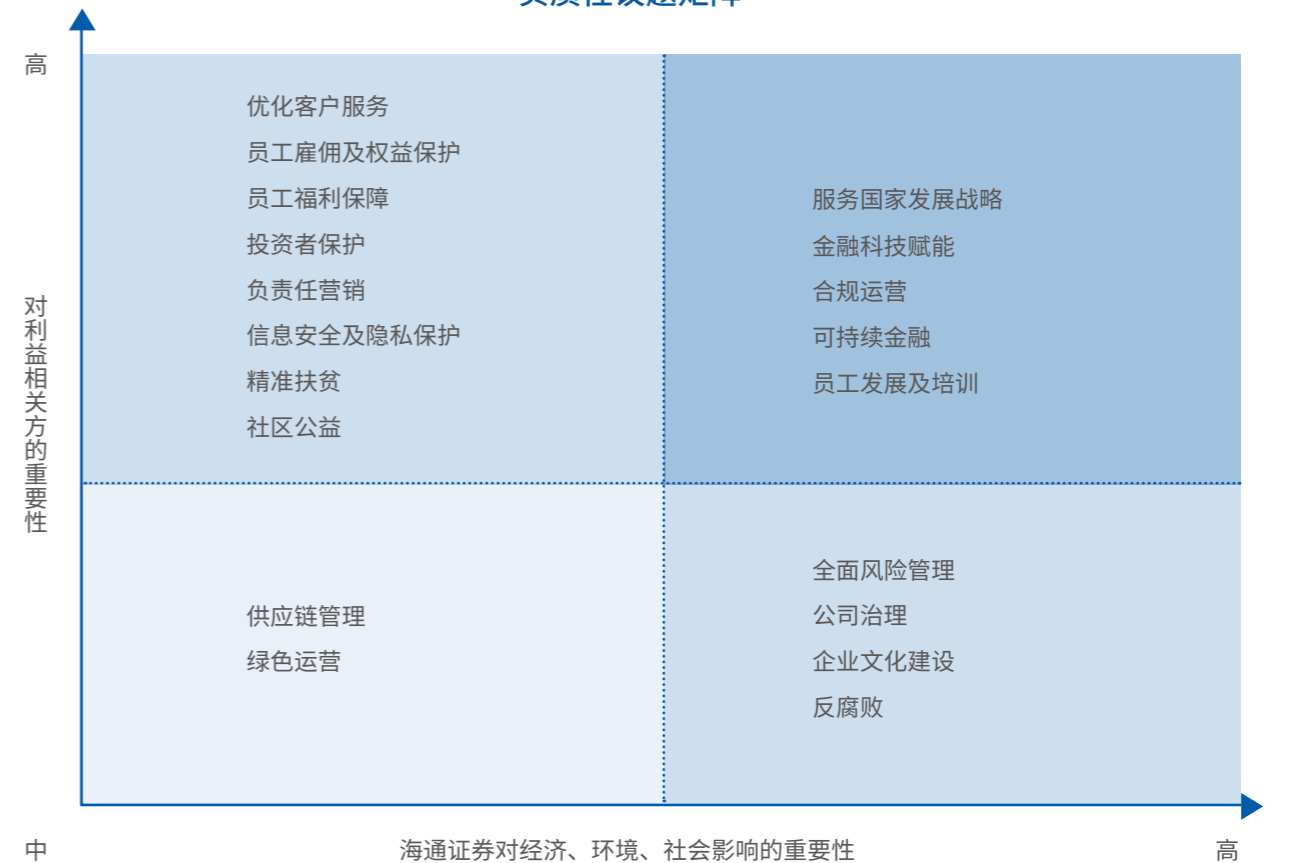 实质性议题矩阵
高
优化客户服务
员工雇佣及权益保护
员工福利保障
投资者保护
负责任营销
信息安全及隐私保护
精准扶贫
社区公益
服务国家发展战略
金融科技赋能
合规运营
可持续金融
员工发展及培训
对利益相关方的重要性
供应链管理
绿色运营
全面风险管理
公司治理
企业文化建设
反腐败
中
海通证券对经济、环境、社会影响的重要性
高